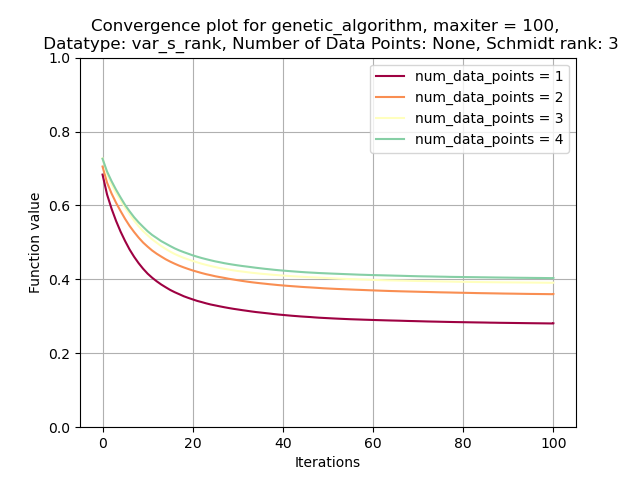 Convergence plot for genetic_algorithm, maxiter = 100,
Datatype: var_s_rank, Number of Data Points: None, Schmidt rank: 3
num_data_points = 1
num_data_points = 2
num_data_points = 3
num_data_points = 4
1.0
0.8
0.6
0.4
0.2
0.0
Function value
0 20 40 60 80 100
Iterations